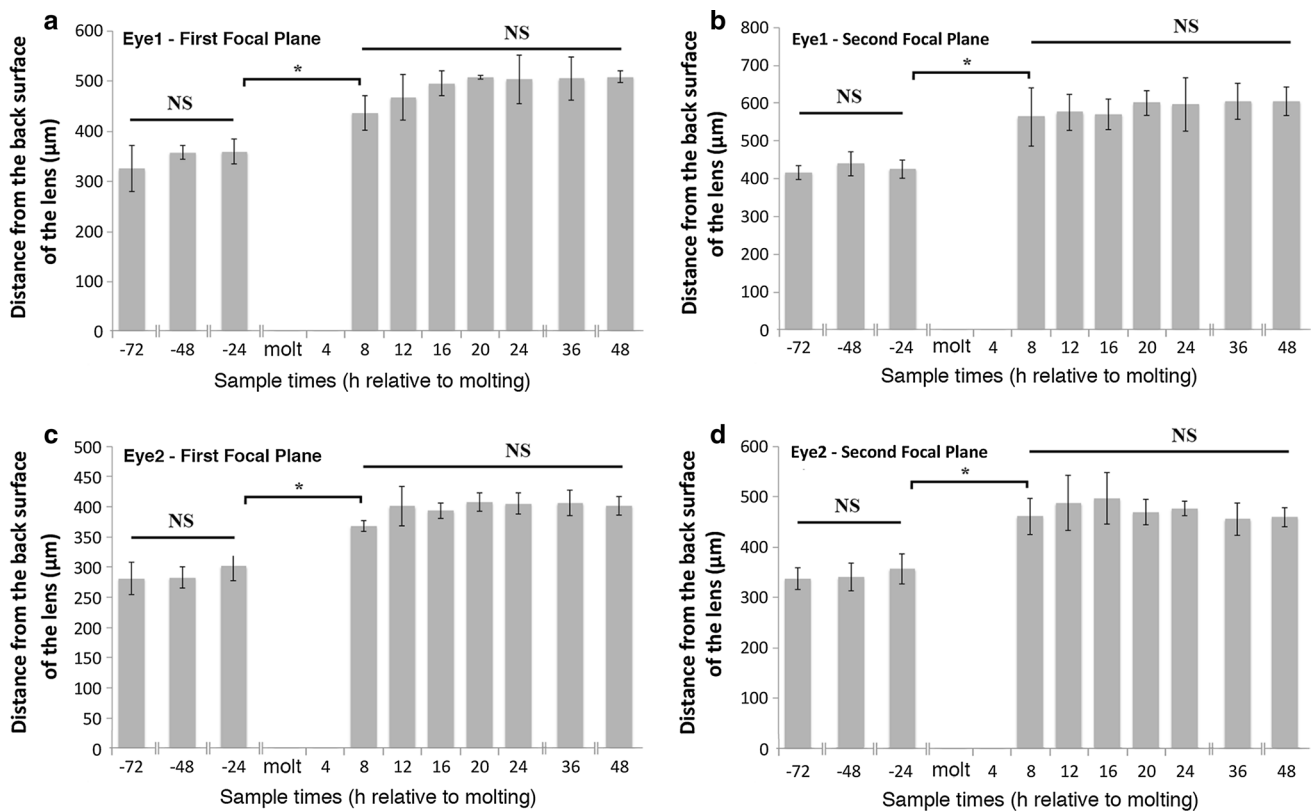 a
Eye1 - First Focal Plane
Distance from the back surface
of the lens (µm)
600
500
400
300
200
100
0
NS
*
NS
-72 -48 -24 molt 4 8 12 16 20 24 36 48
Sample times (h relative to molting)
b
Eye1 - Second Focal Plane
Distance from the back surface
of the lens (µm)
800
700
600
500
400
300
200
100
0
NS
*
NS
-72 -48 -24 molt 4 8 12 16 20 24 36 48
Sample times (h relative to molting)
c
Eye2 - First Focal Plane
Distance from the back surface
of the lens (µm)
500
450
400
350
300
250
200
150
100
50
0
NS
*
NS
-72 -48 -24 molt 4 8 12 16 20 24 36 48
Sample times (h relative to molting)
d
Eye2 - Second Focal Plane
Distance from the back surface
of the lens (µm)
600
500
400
300
200
100
0
NS
*
NS
-72 -48 -24 molt 4 8 12 16 20 24 36 48
Sample times (h relative to molting)